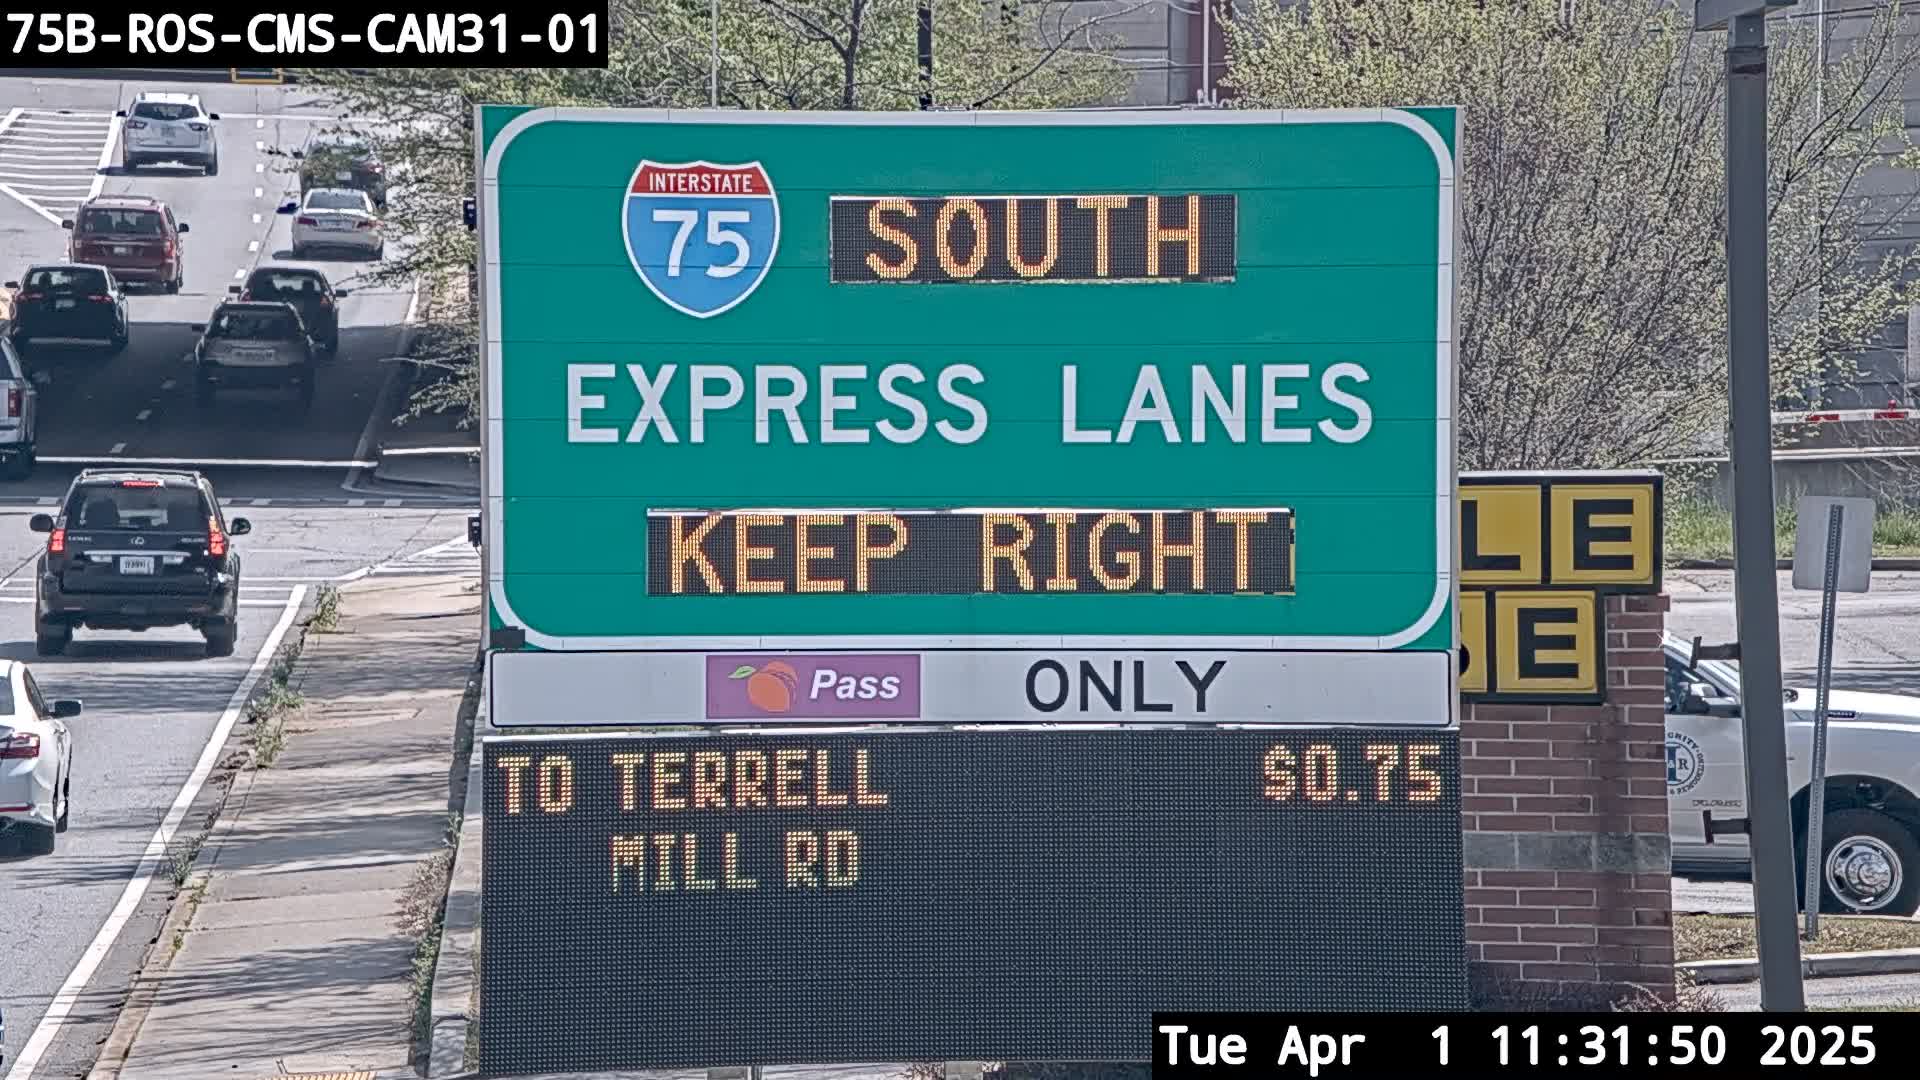 75B-ROS-CMS-CAM31-01
INTERSTATE
75
SOUTH
EXPRESS LANES
KEEP RIGHT
Pass ONLY
TO TERRELL $0.75
MILL RD
LE
E
Tue Apr 1 11:31:50 2025